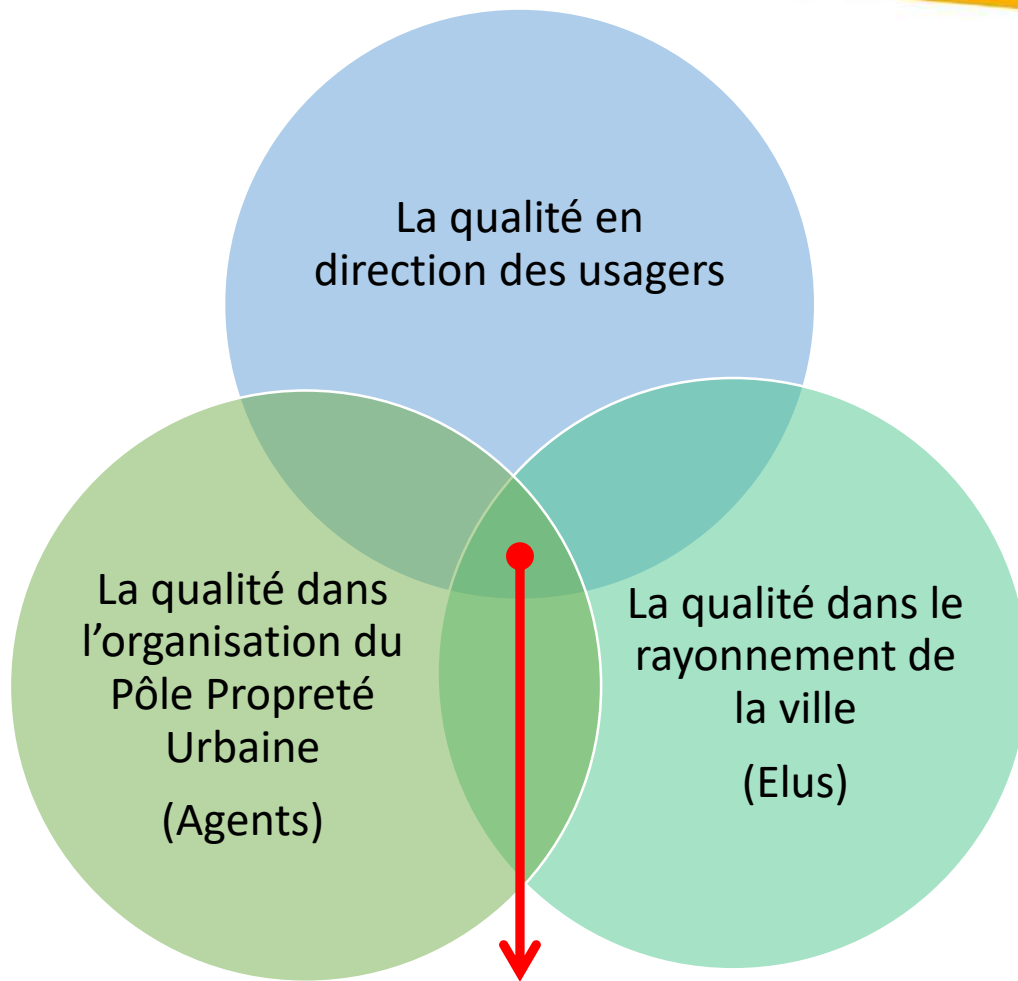 La qualité en
direction des usagers
La qualité dans
l’organisation du
Pôle Propreté
Urbaine
(Agents)
La qualité dans le
rayonnement de
la ville
(Elus)